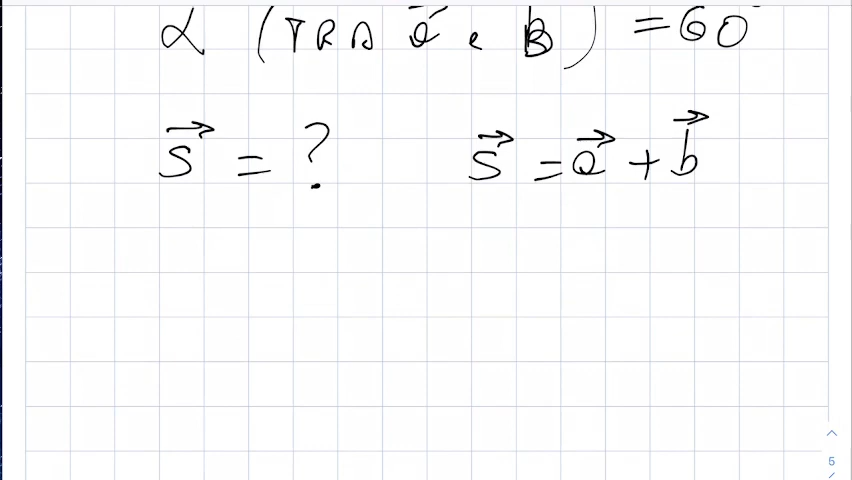 α (TRA a⃗ e b⃗) = 60°
s⃗ = ? s⃗ = a⃗ + b⃗
5